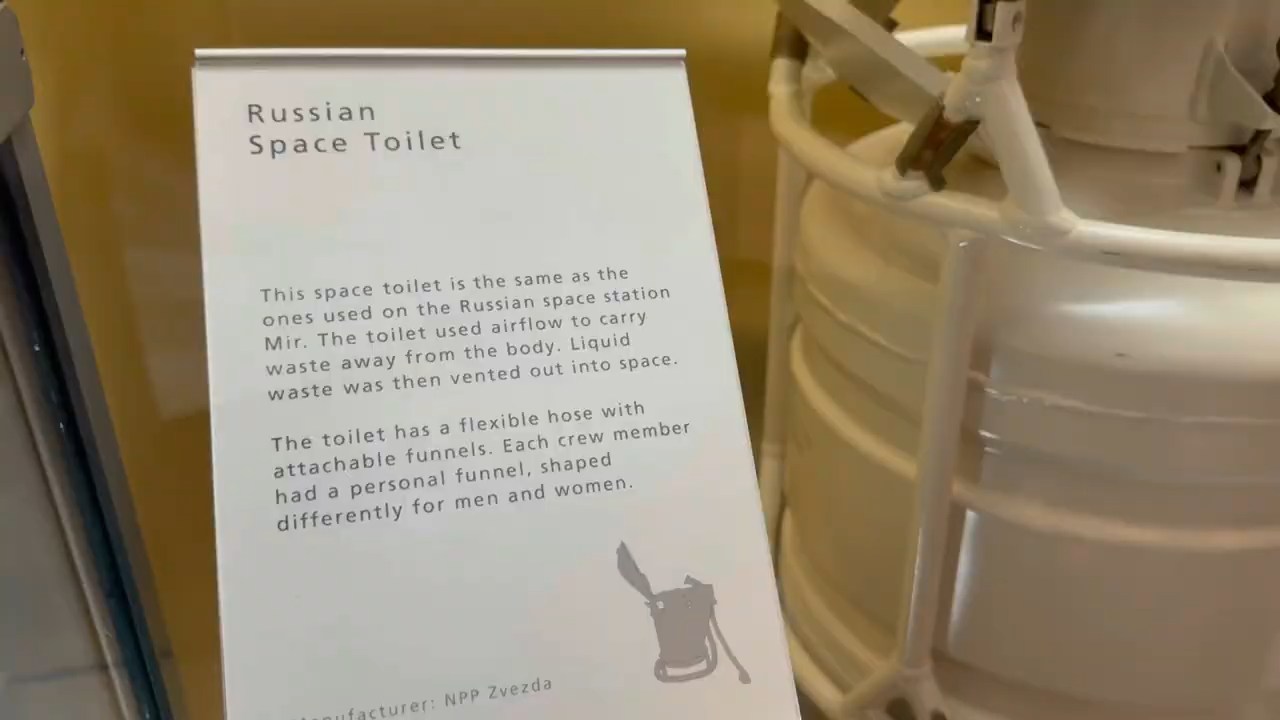 Russian
Space Toilet
This space toilet is the same as the
ones used on the Russian space station
Mir. The toilet used airflow to carry
waste away from the body. Liquid
waste was then vented out into space.
The toilet has a flexible hose with
attachable funnels. Each crew member
had a personal funnel, shaped
differently for men and women.
Manufacturer: NPP Zvezda